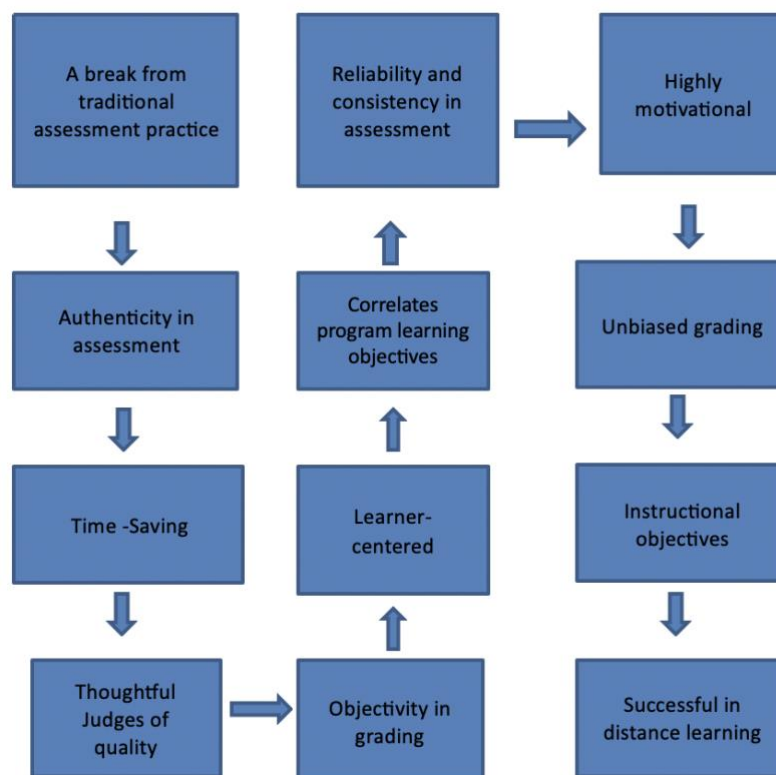 A break from
traditional
assessment practice
Authenticity in
assessment
Time -Saving
Thoughtful
Judges of
quality
Objectivity in
grading
Learner-
centered
Correlates
program learning
objectives
Reliability and
consistency in
assessment
Highly
motivational
Unbiased grading
Instructional
objectives
Successful in
distance learning